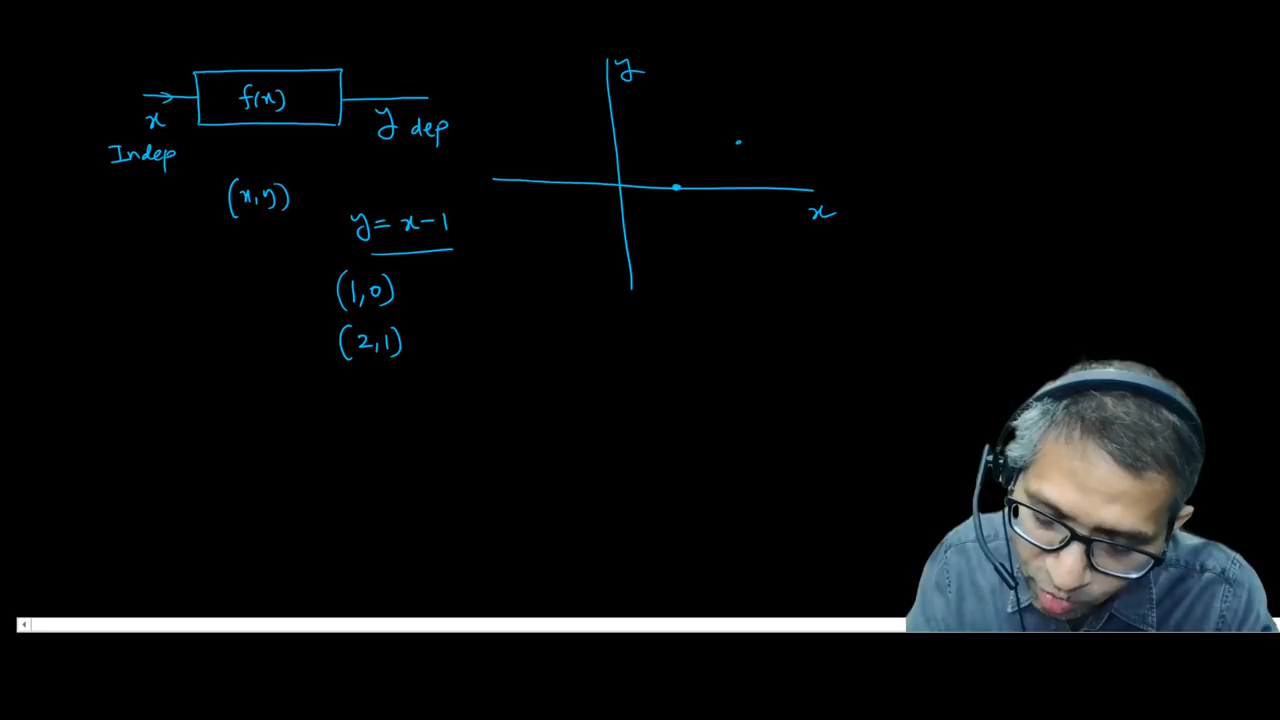 f(x)
x
y dep
Indep
(x,y)
y = x-1
(1,0)
(2,1)
y
x